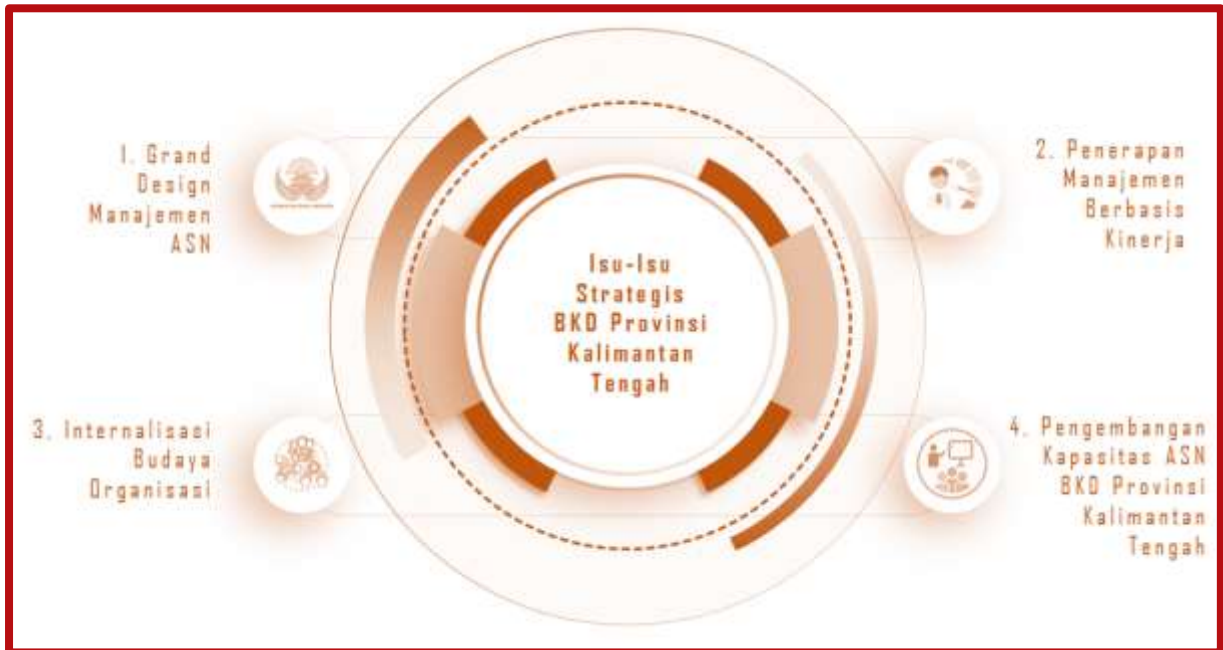 Isu-Isu
Strategis
BKD Provinsi
Kalimantan
Tengah
1. Grand
Design
Manajemen
ASN
2. Penerapan
Manajemen
Berbasis
Kinerja
3. Internalisasi
Budaya
Organisasi
4. Pengembangan
Kapasitas ASN
BKD Provinsi
Kalimantan
Tengah